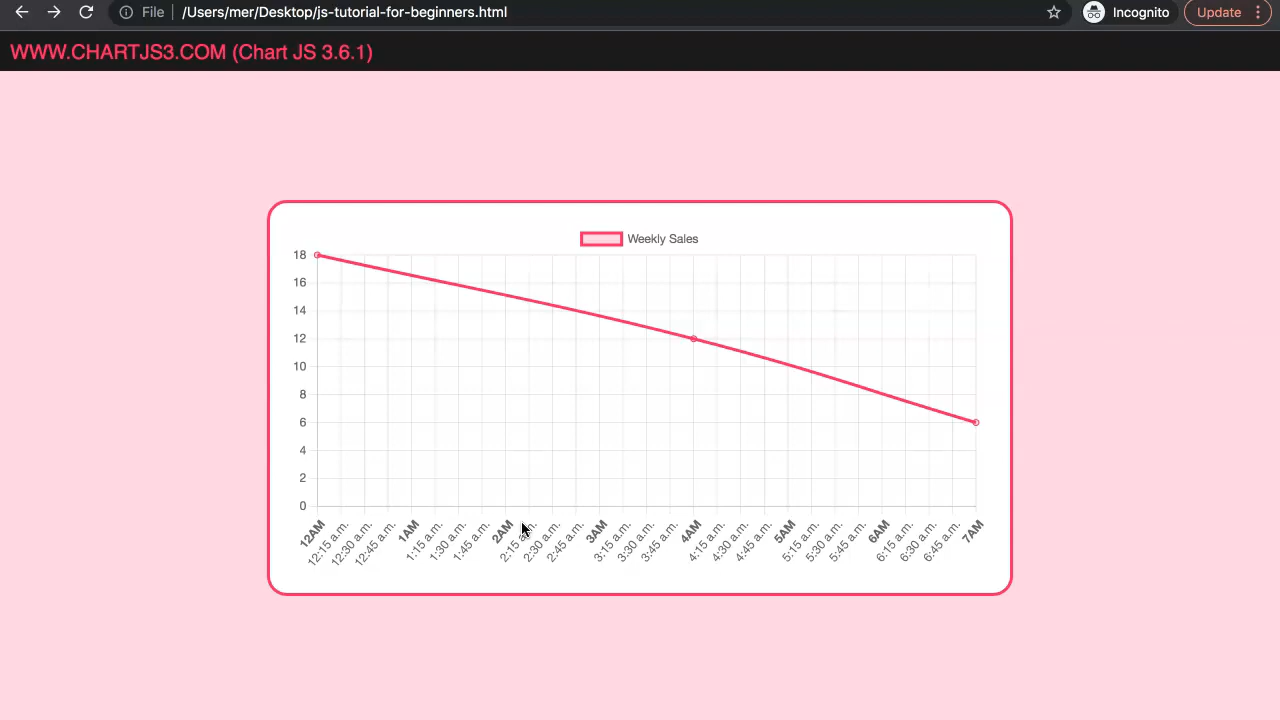 File /Users/mer/Desktop/js-tutorial-for-beginners.html Incognito Update
WWW.CHARTJS3.COM (Chart JS 3.6.1)
Weekly Sales
18
16
14
12
10
8
6
4
2
0
12AM 12:15 a.m. 12:30 a.m. 12:45 a.m. 1AM 1:15 a.m. 1:30 a.m. 1:45 a.m. 2AM 2:15 a.m. 2:30 a.m. 2:45 a.m. 3AM 3:15 a.m. 3:30 a.m. 3:45 a.m. 4AM 4:15 a.m. 4:30 a.m. 4:45 a.m. 5AM 5:15 a.m. 5:30 a.m. 5:45 a.m. 6AM 6:15 a.m. 6:30 a.m. 6:45 a.m. 7AM